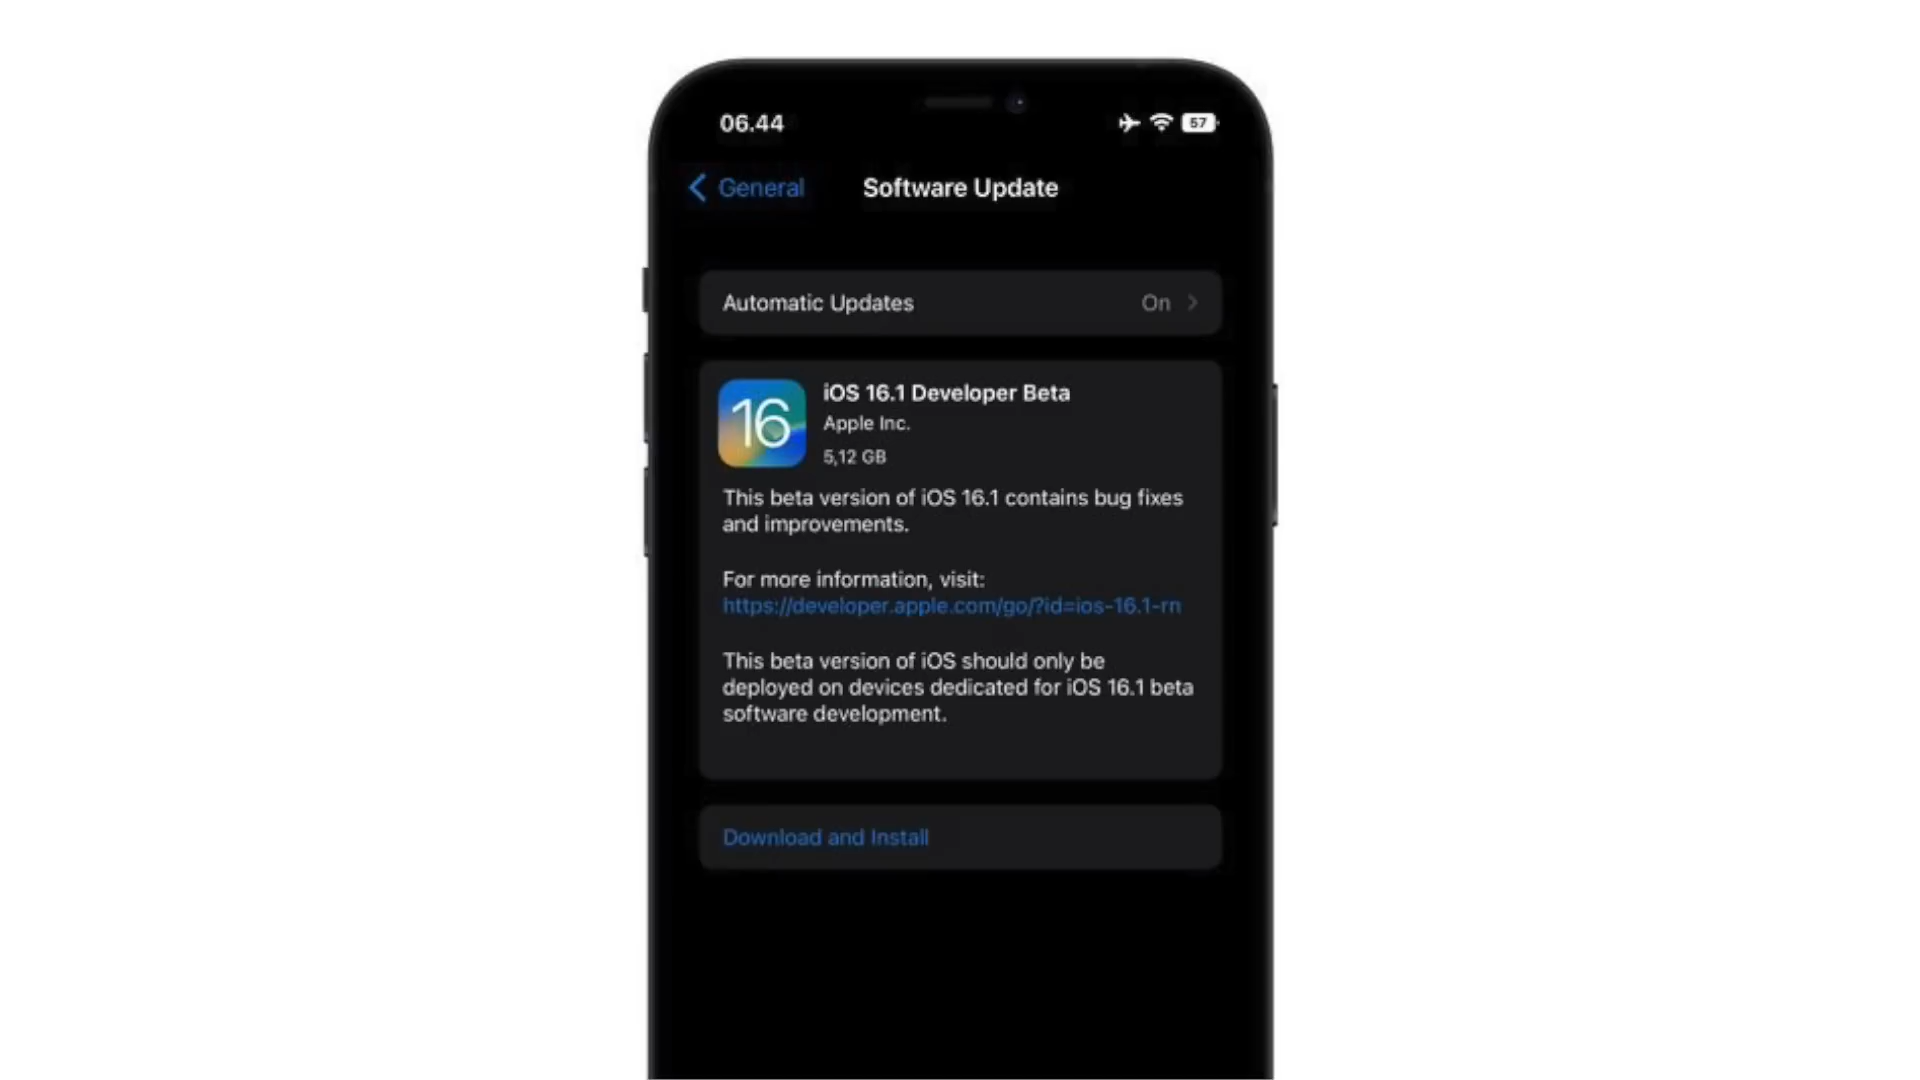 06.44
57
General
Software Update
Automatic Updates
On
16
iOS 16.1 Developer Beta
Apple Inc.
5,12 GB
This beta version of iOS 16.1 contains bug fixes
and improvements.
For more information, visit:
https://developer.apple.com/go/?id=ios-16.1-rn
This beta version of iOS should only be
deployed on devices dedicated for iOS 16.1 beta
software development.
Download and Install